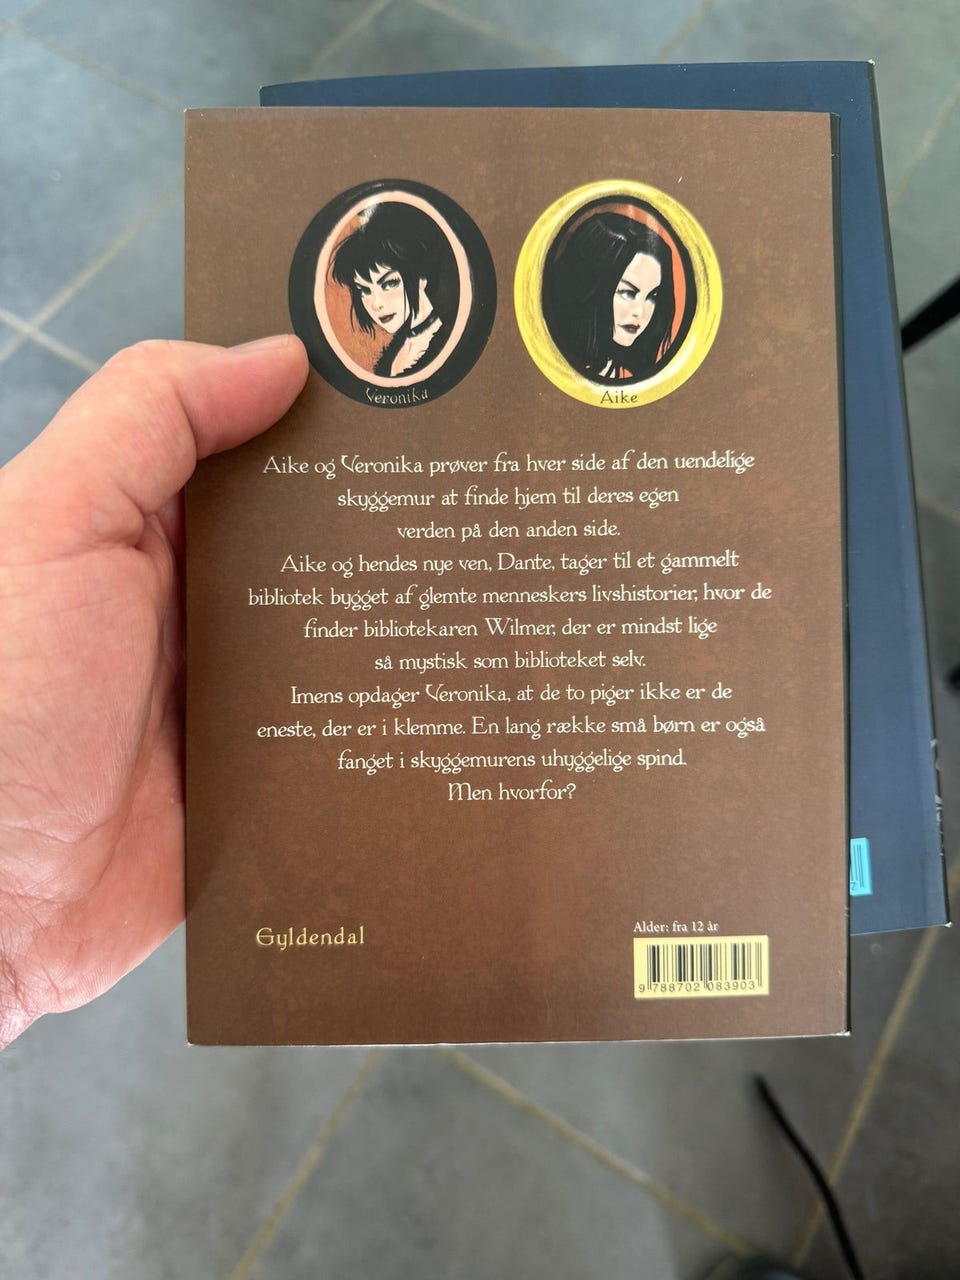 Veronika
Aike
Aike og Veronika prøver fra hver side af den uendelige
skyggemur at finde hjem til deres egen
verden på den anden side.
Aike og hendes nye ven, Dante, tager til et gammelt
bibliotek bygget af glemte menneskers livshistorier, hvor de
finder bibliotekaren Wilmer, der er mindst lige
så mystisk som biblioteket selv.
Imens opdager Veronika, at de to piger ikke er de
eneste, der er i klemme. En lang række små børn er også
fanget i skyggemurens uhyggelige spind.
Men hvorfor?
Gyldendal
Alder: fra 12 år
9 788702 083903